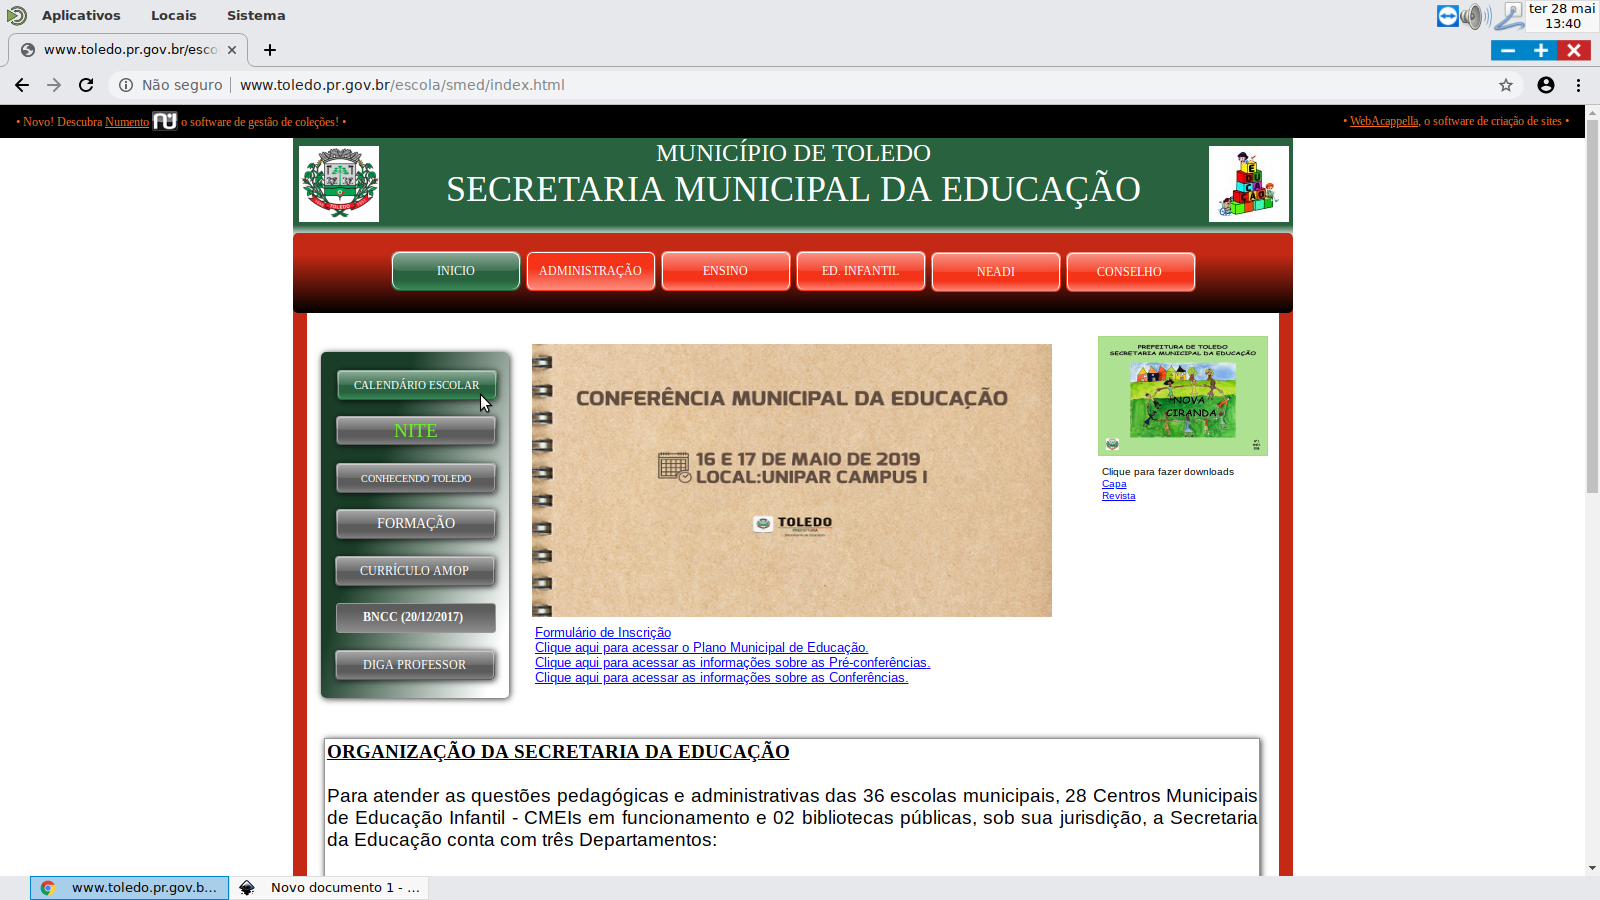 Aplicativos Locais Sistema
ter 28 mai
13:40
www.toledo.pr.gov.br/esco
Não seguro www.toledo.pr.gov.br/escola/smed/index.html
• Novo! Descubra Numento nu o software de gestão de coleções! •
• WebAcappella, o software de criação de sites •
MUNICÍPIO DE TOLEDO
SECRETARIA MUNICIPAL DA EDUCAÇÃO
INICIO
ADMINISTRAÇÃO
ENSINO
ED. INFANTIL
NEADI
CONSELHO
CALENDÁRIO ESCOLAR
NITE
CONHECENDO TOLEDO
FORMAÇÃO
CURRÍCULO AMOP
BNCC (20/12/2017)
DIGA PROFESSOR
CONFERÊNCIA MUNICIPAL DA EDUCAÇÃO
16 E 17 DE MAIO DE 2019
LOCAL:UNIPAR CAMPUS I
TOLEDO
PREFEITURA
Formulário de Inscrição
Clique aqui para acessar o Plano Municipal de Educação.
Clique aqui para acessar as informações sobre as Pré-conferências.
Clique aqui para acessar as informações sobre as Conferências.
PREFEITURA DE TOLEDO
SECRETARIA MUNICIPAL DA EDUCAÇÃO
NOVA
CIRANDA
Clique para fazer downloads
Capa
Revista
ORGANIZAÇÃO DA SECRETARIA DA EDUCAÇÃO
Para atender as questões pedagógicas e administrativas das 36 escolas municipais, 28 Centros Municipais
de Educação Infantil - CMEIs em funcionamento e 02 bibliotecas públicas, sob sua jurisdição, a Secretaria
da Educação conta com três Departamentos:
www.toledo.pr.gov.b...
Novo documento 1 - ...